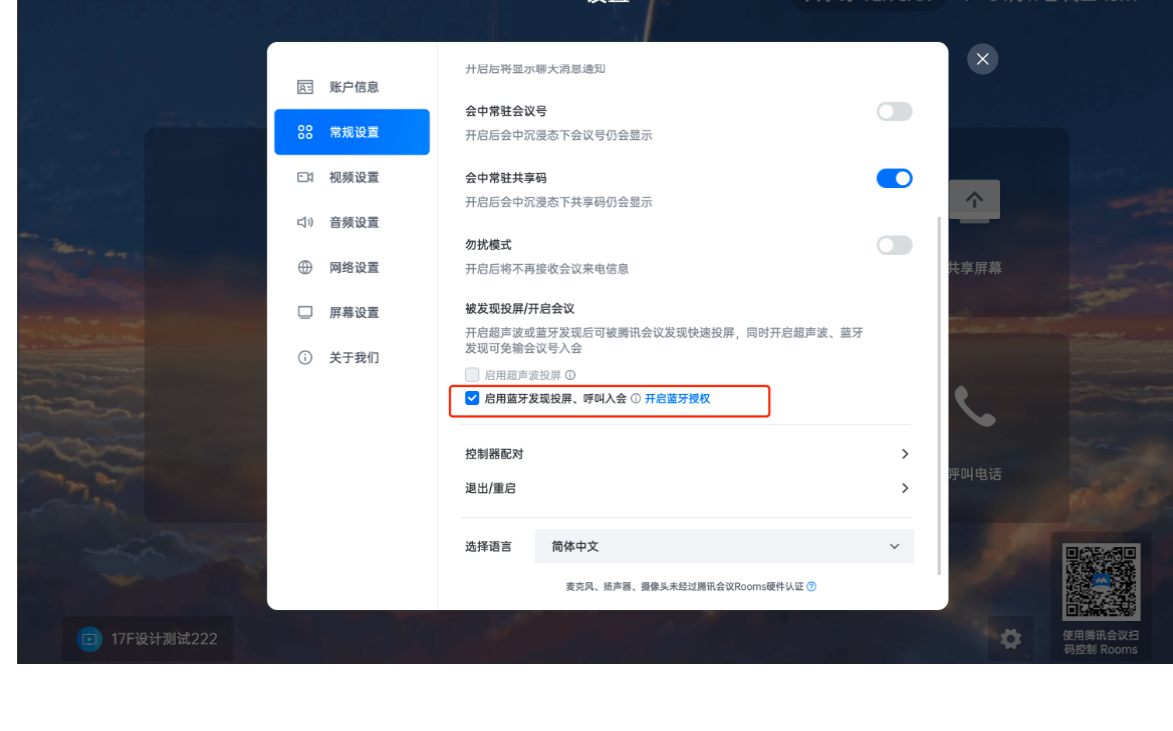 账户信息
常规设置
视频设置
音频设置
网络设置
屏幕设置
关于我们
开启后将显示聊天消息通知
会中常驻会议号
开启后会中沉浸态下会议号仍会显示
会中常驻共享码
开启后会中沉浸态下共享码仍会显示
勿扰模式
开启后将不再接收会议来电信息
被发现投屏/开启会议
开启超声波或蓝牙发现后可被腾讯会议发现快速投屏，同时开启超声波、蓝牙
发现可免输会议号入会
启用超声波投屏
启用蓝牙发现投屏、呼叫入会 开启蓝牙授权
控制器配对
退出/重启
选择语言 简体中文
麦克风、扬声器、摄像头未经过腾讯会议Rooms硬件认证
共享屏幕
呼叫电话
17F设计测试222
使用腾讯会议扫
码控制 Rooms